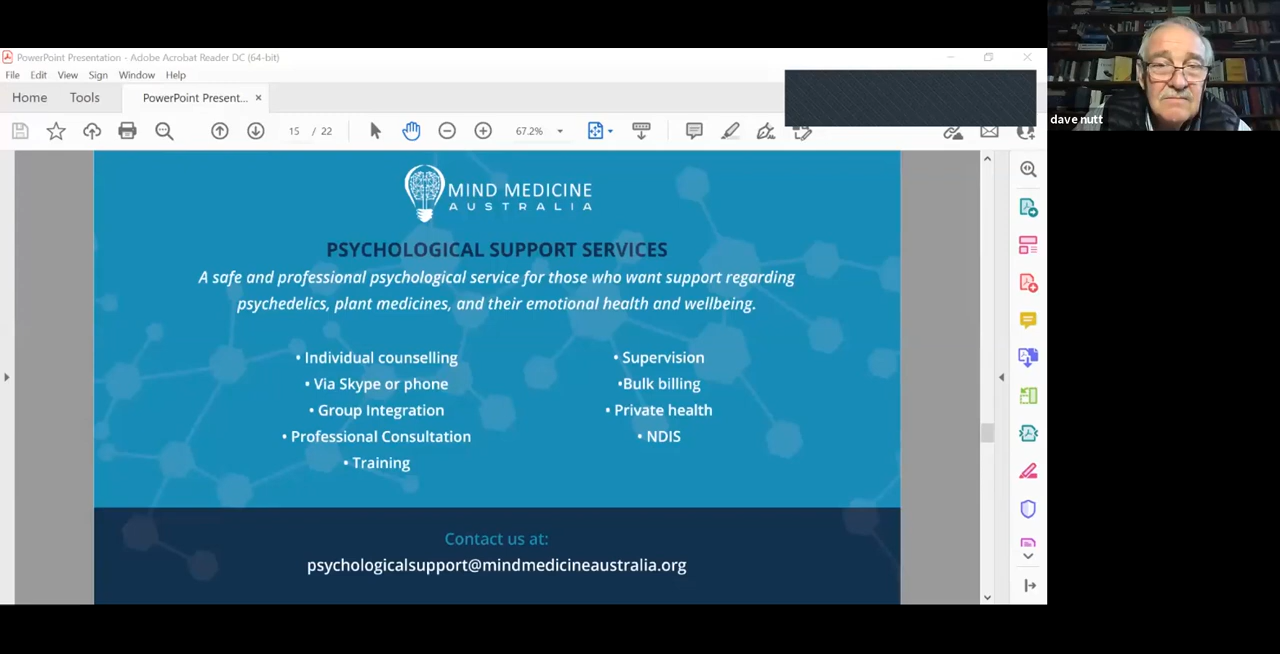 PowerPoint Presentation - Adobe Acrobat Reader DC (64-bit)
File Edit View Sign Window Help
Home Tools PowerPoint Present... ×
15 / 22 67.2%
MIND MEDICINE
AUSTRALIA
PSYCHOLOGICAL SUPPORT SERVICES
A safe and professional psychological service for those who want support regarding
psychedelics, plant medicines, and their emotional health and wellbeing.
• Individual counselling
• Via Skype or phone
• Group Integration
• Professional Consultation
• Training
• Supervision
•Bulk billing
• Private health
• NDIS
Contact us at:
psychologicalsupport@mindmedicineaustralia.org
dave nutt